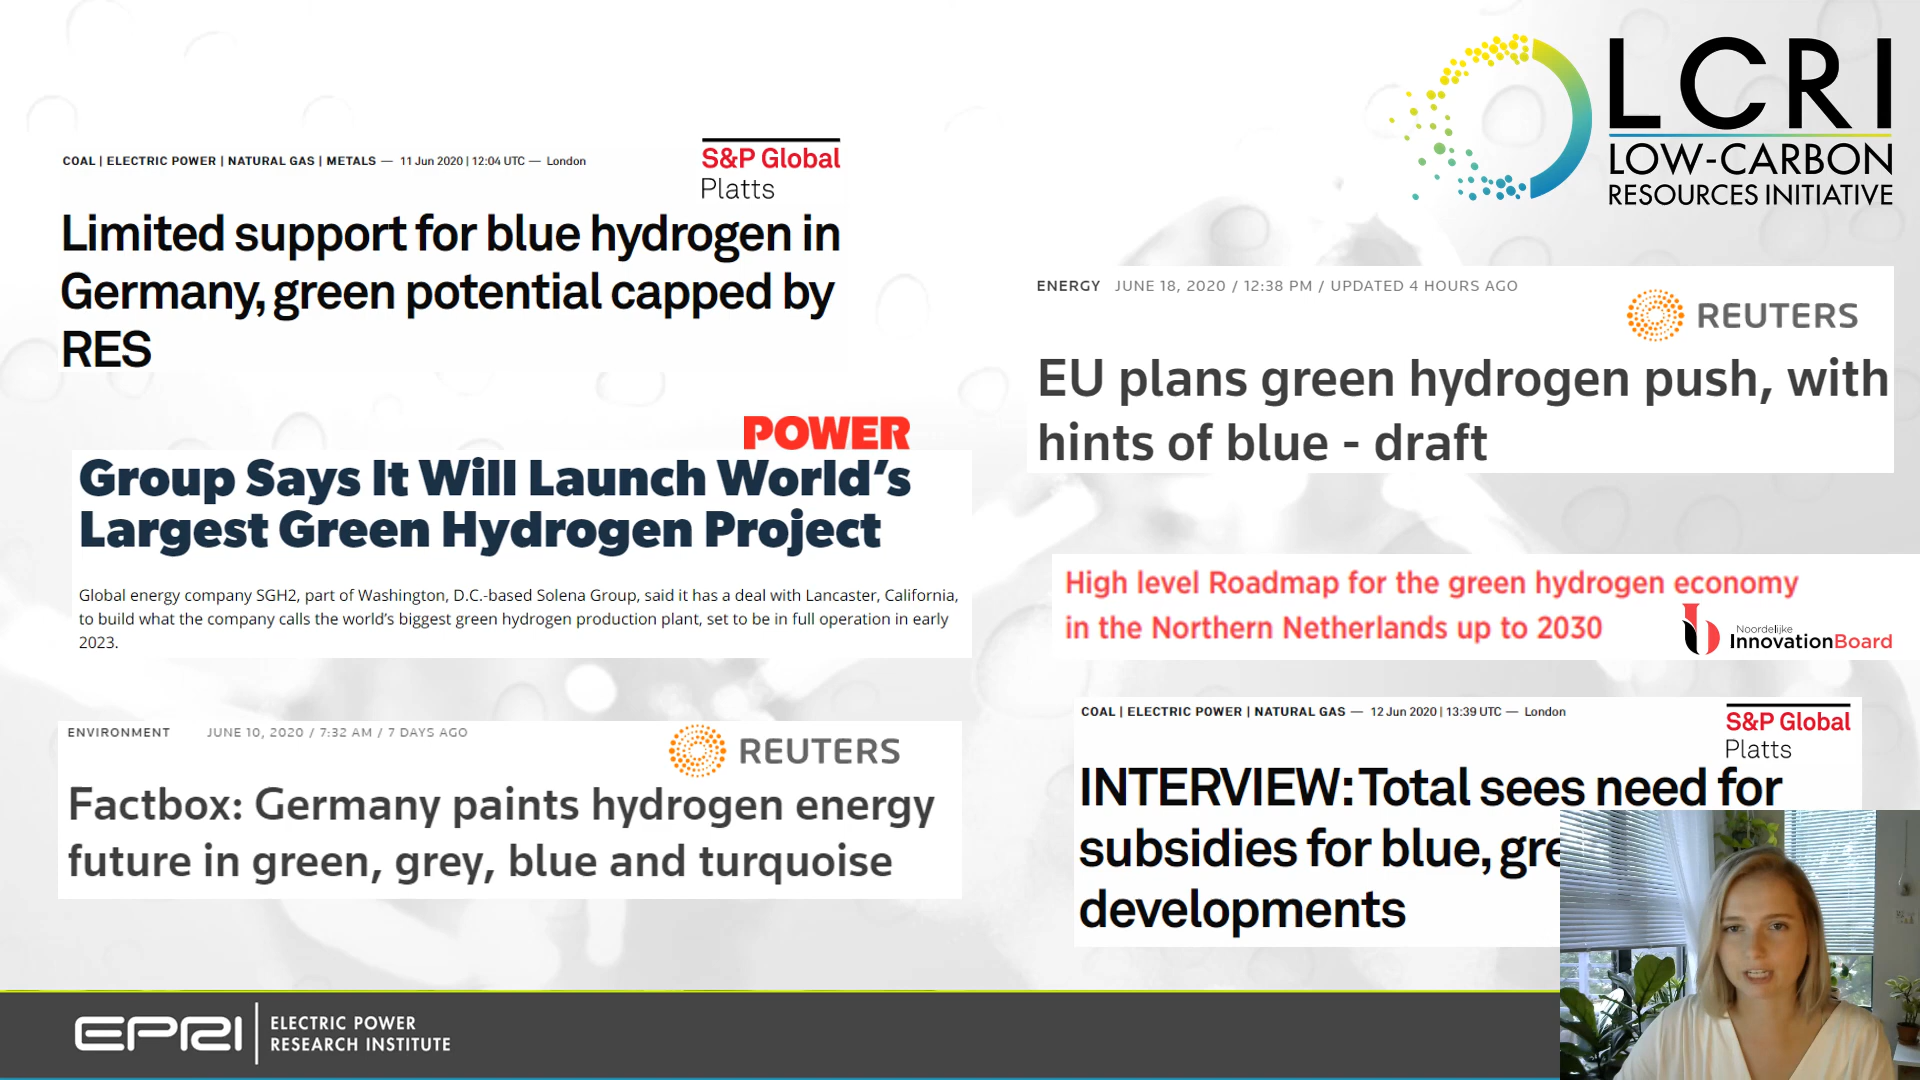 COAL | ELECTRIC POWER | NATURAL GAS | METALS — 11 Jun 2020 | 12:04 UTC — London
S&P Global
Platts
Limited support for blue hydrogen in
Germany, green potential capped by
RES
POWER
Group Says It Will Launch World's
Largest Green Hydrogen Project
Global energy company SGH2, part of Washington, D.C.-based Solena Group, said it has a deal with Lancaster, California,
to build what the company calls the world's biggest green hydrogen production plant, set to be in full operation in early
2023.
ENVIRONMENT JUNE 10, 2020 / 7:32 AM / 7 DAYS AGO
REUTERS
Factbox: Germany paints hydrogen energy
future in green, grey, blue and turquoise
LCRI
LOW-CARBON
RESOURCES INITIATIVE
ENERGY JUNE 18, 2020 / 12:38 PM / UPDATED 4 HOURS AGO
REUTERS
EU plans green hydrogen push, with
hints of blue - draft
High level Roadmap for the green hydrogen economy
in the Northern Netherlands up to 2030
Noordelijke
InnovationBoard
COAL | ELECTRIC POWER | NATURAL GAS — 12 Jun 2020 | 13:39 UTC — London
S&P Global
Platts
INTERVIEW: Total sees need for
subsidies for blue,
developments
EPRI
ELECTRIC POWER
RESEARCH INSTITUTE